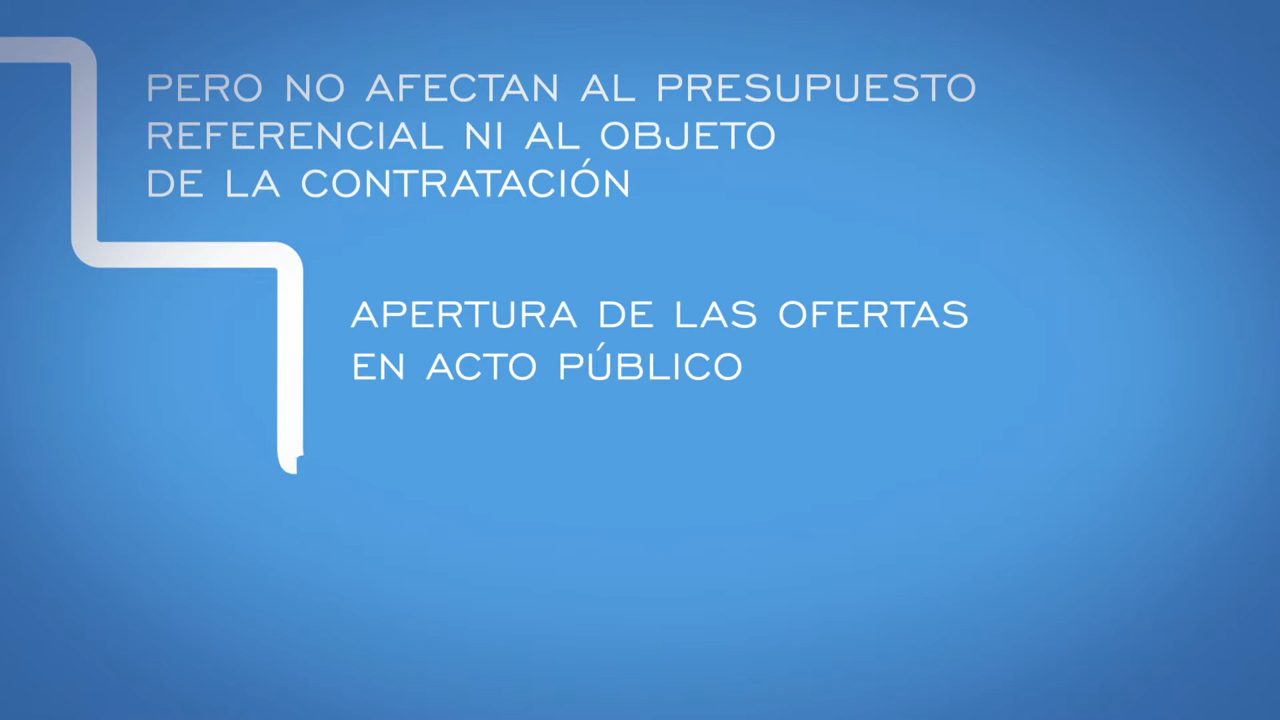 PERO NO AFECTAN AL PRESUPUESTO
REFERENCIAL NI AL OBJETO
DE LA CONTRATACIÓN
APERTURA DE LAS OFERTAS
EN ACTO PÚBLICO